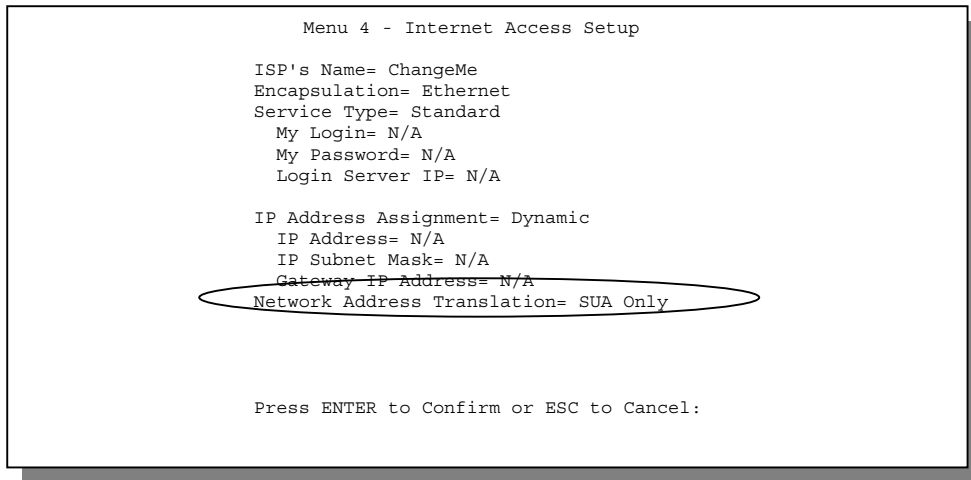 Menu 4 - Internet Access Setup
ISP's Name= ChangeMe
Encapsulation= Ethernet
Service Type= Standard
My Login= N/A
My Password= N/A
Login Server IP= N/A
IP Address Assignment= Dynamic
IP Address= N/A
IP Subnet Mask= N/A
Gateway IP Address= N/A
Network Address Translation= SUA Only
Press ENTER to Confirm or ESC to Cancel: